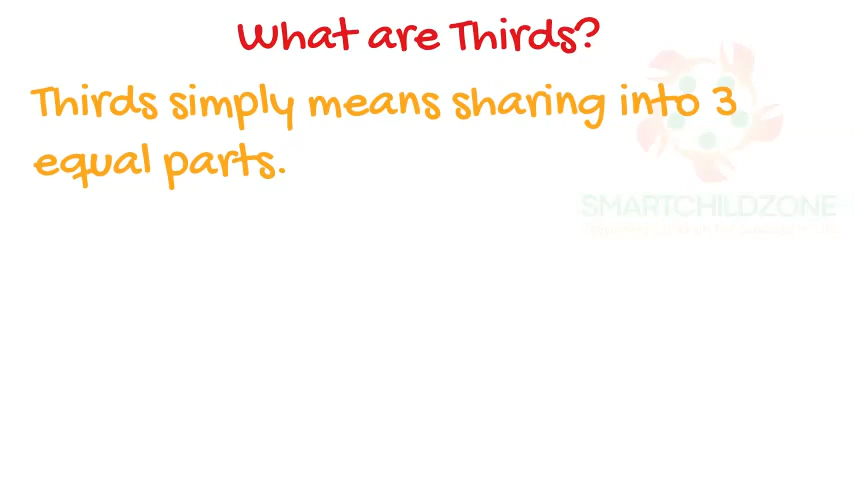 What are Thirds?
Thirds simply means sharing into 3
equal parts.
SMARTCHILDZONE